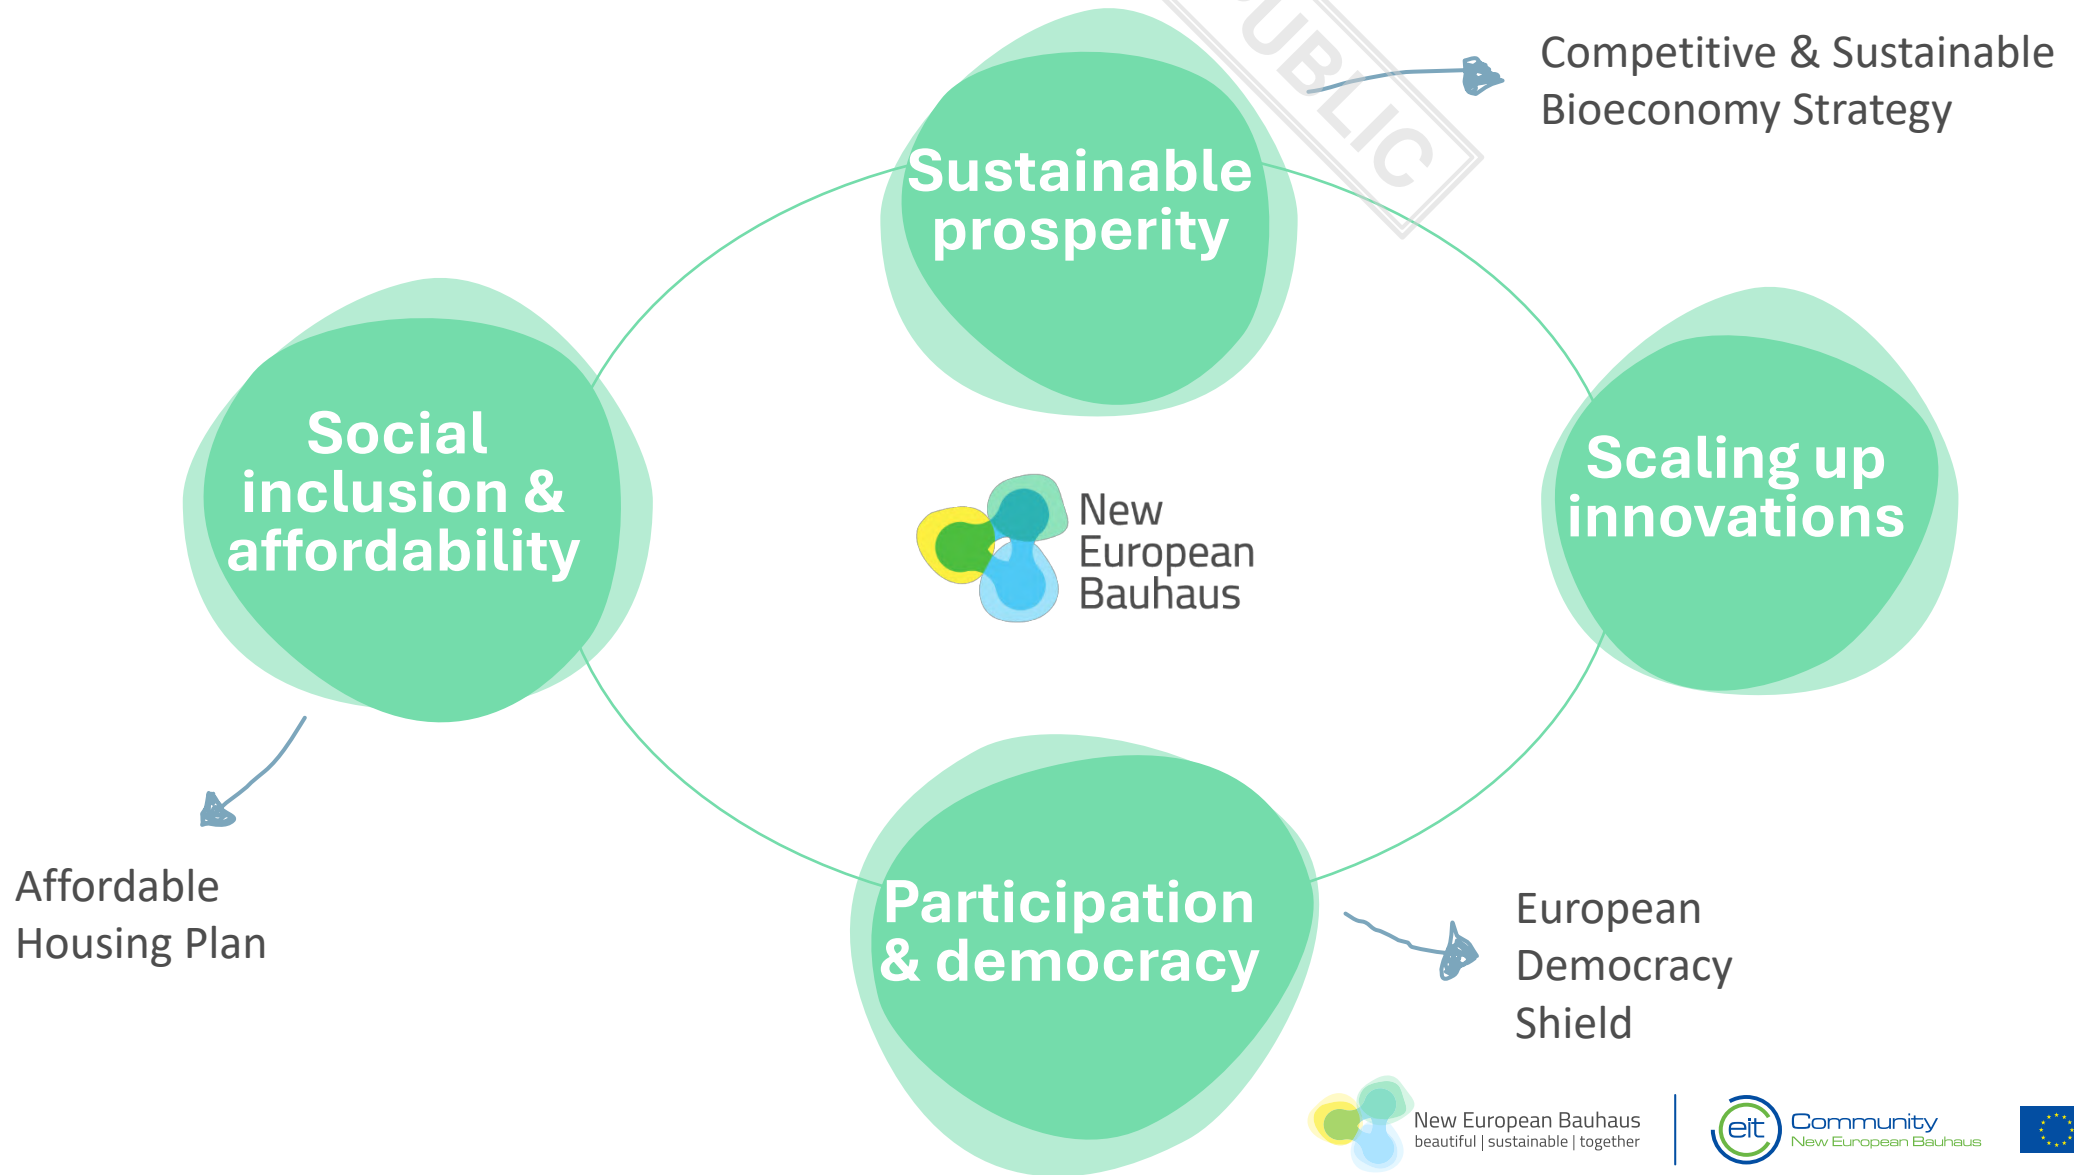 PUBLIC
Competitive & Sustainable
Bioeconomy Strategy
Sustainable
prosperity
Social
inclusion &
affordability
Scaling up
innovations
New
European
Bauhaus
Affordable
Housing Plan
Participation
& democracy
European
Democracy
Shield
New European Bauhaus
beautiful | sustainable | together
eit
Community
New European Bauhaus